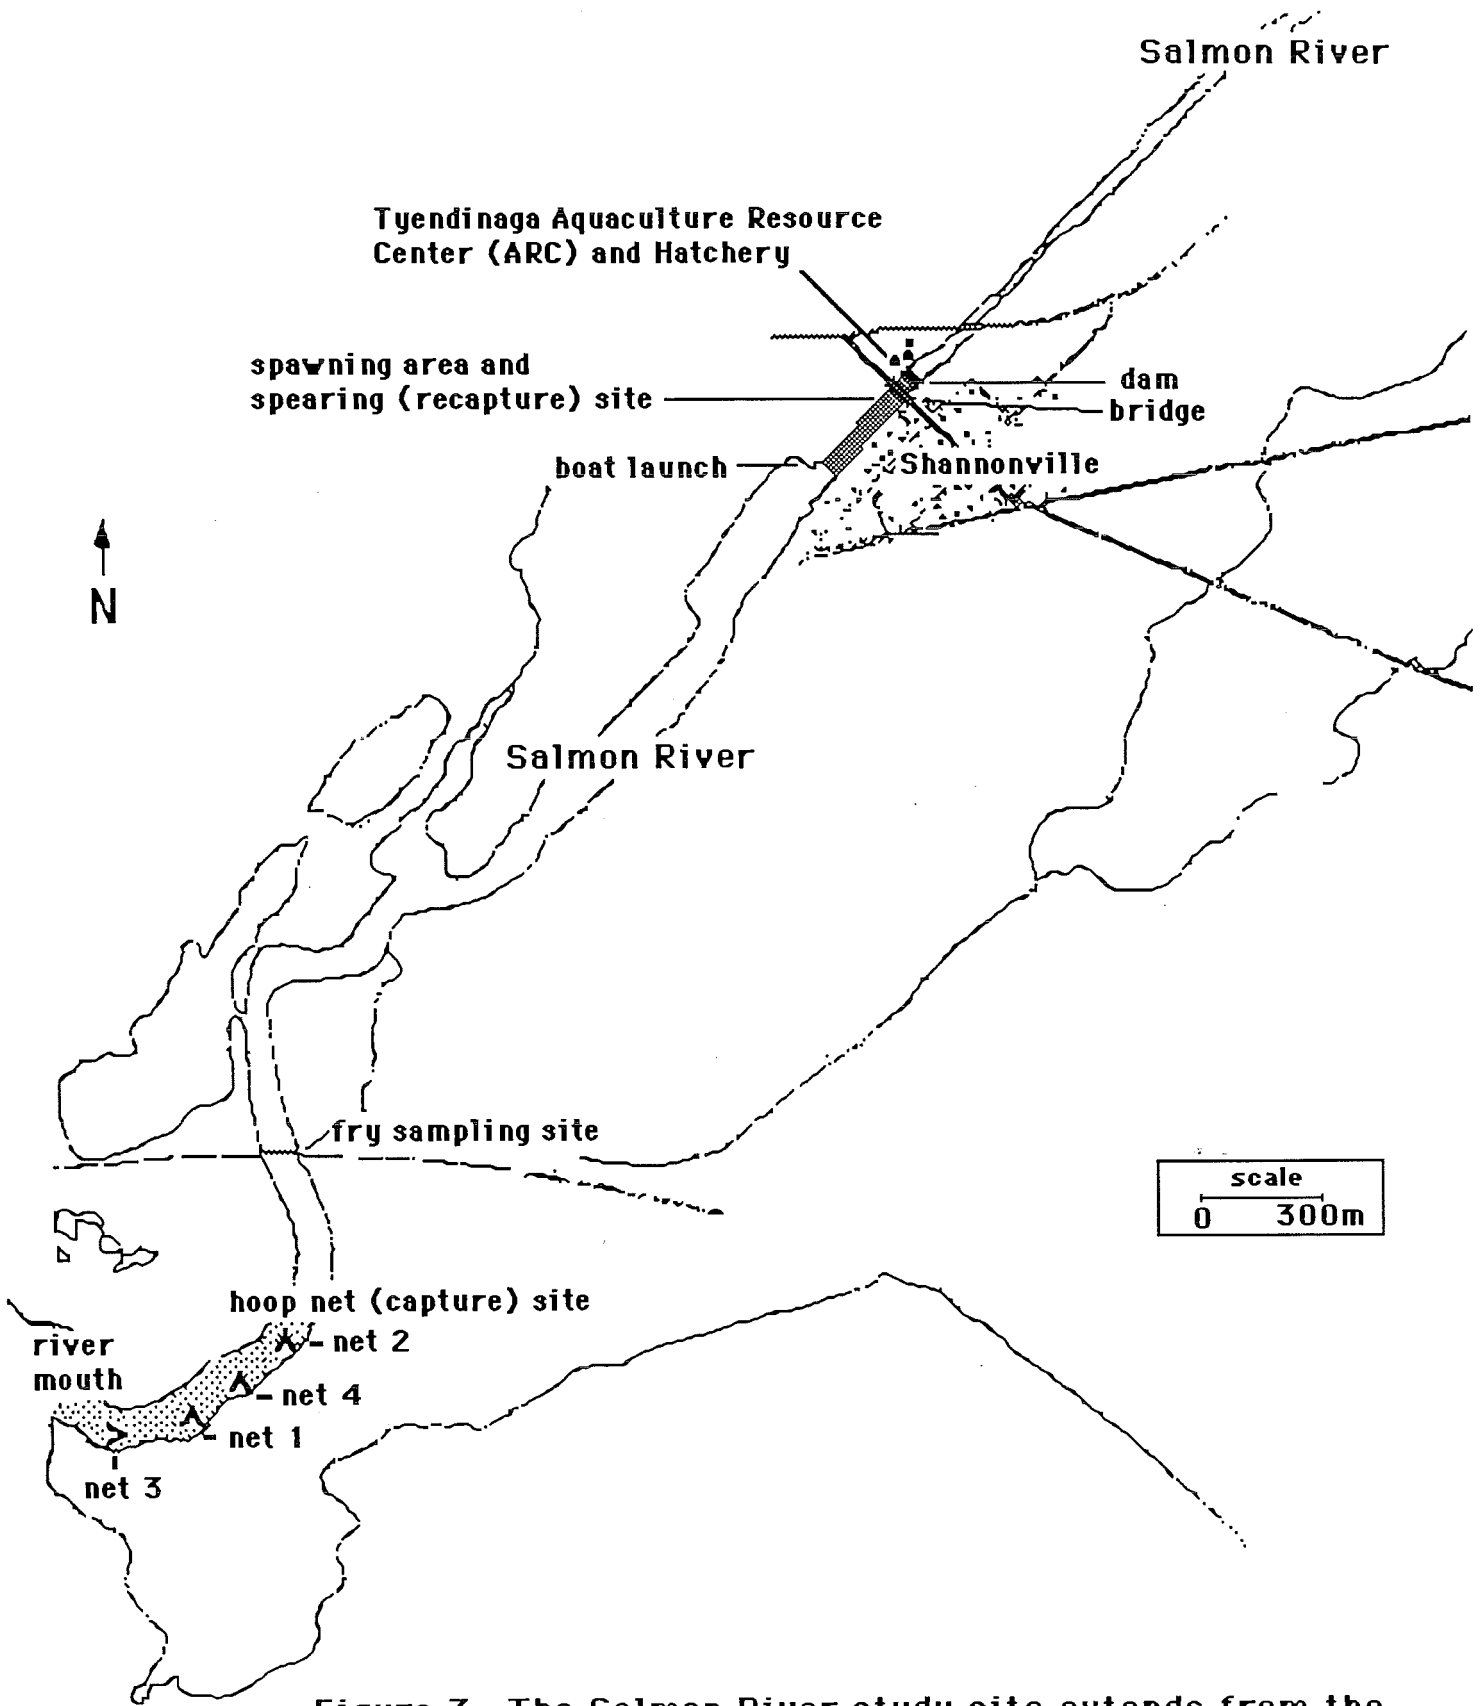 Salmon River
Tyendinaga Aquaculture Resource
Center (ARC) and Hatchery
spawning area and
spearing (recapture) site
dam
bridge
boat launch
Shannonville
N
Salmon River
fry sampling site
scale
0 300m
hoop net (capture) site
river
mouth
net 2
net 4
net 1
net 3
Figure 3. The Salmon River study site extends from the